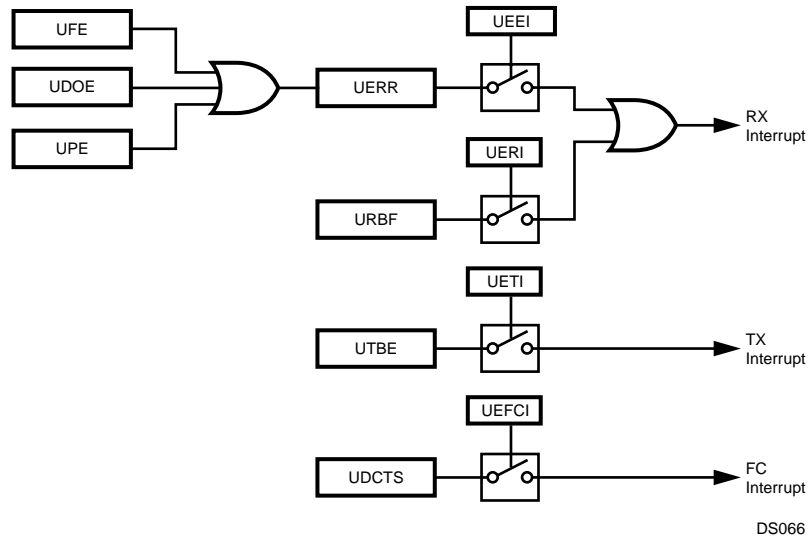 UFE
UDOE
UPE
UERR
UEEI
RX
Interrupt
UERI
URBF
UETI
UTBE
TX
Interrupt
UEFCI
UDCTS
FC
Interrupt
DS066